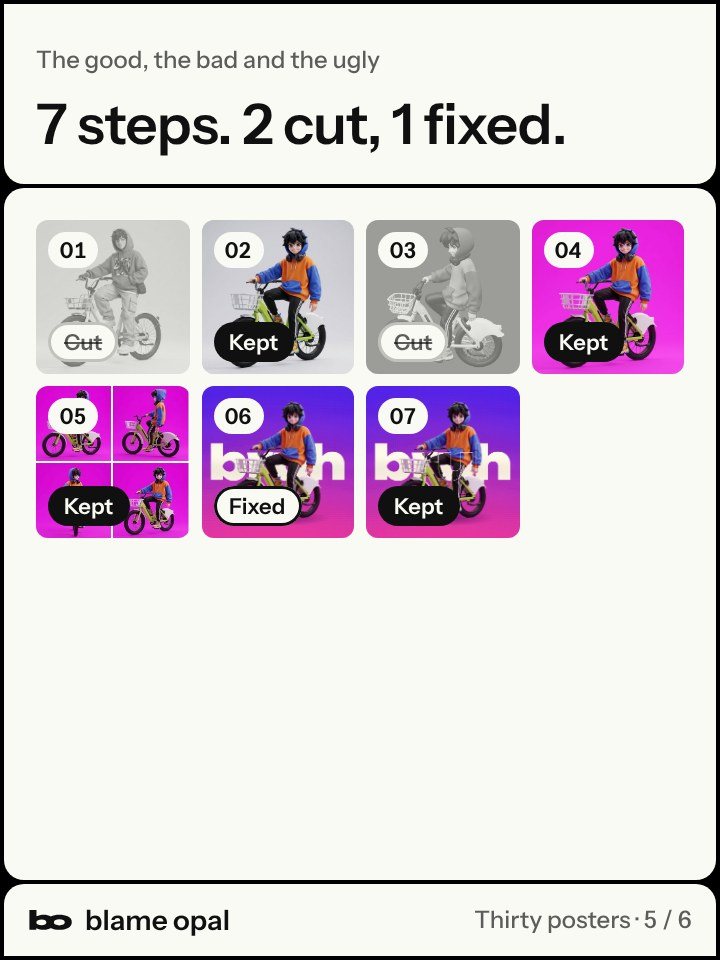 The good, the bad and the ugly
7 steps. 2 cut, 1 fixed.
01
02
03
04
Cut
Kept
Cut
Kept
05
06
07
Kept
Fixed
Kept
bo blame opal
Thirty posters · 5 / 6